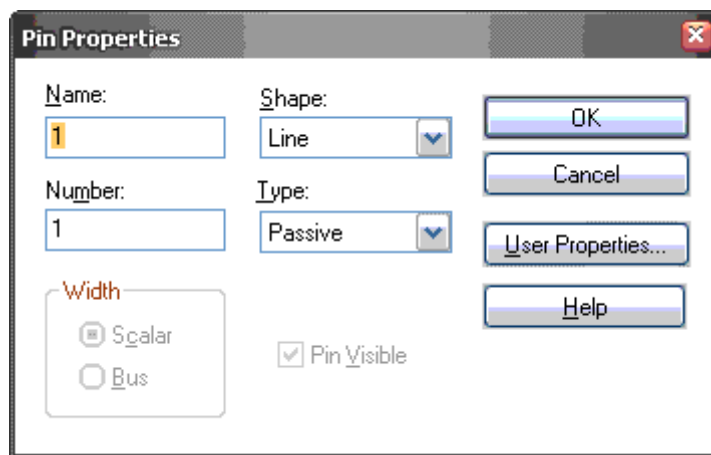 Pin Properties
Name:
1
Shape:
Line
OK
Cancel
Number:
1
Type:
Passive
User Properties...
Help
Width
Scalar
Bus
Pin Visible